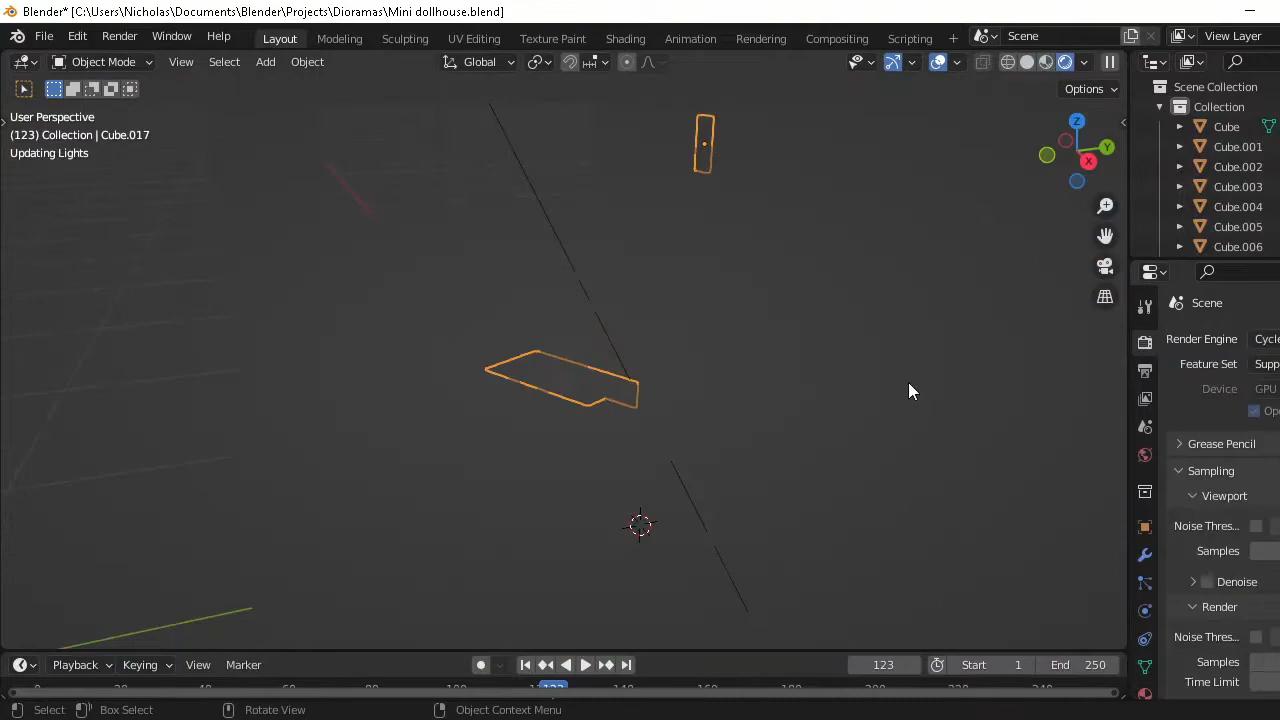 Blender* [C:\Users\Nicholas\Documents\Blender\Projects\Dioramas\Mini dollhouse.blend]
File Edit Render Window Help Layout Modeling Sculpting UV Editing Texture Paint Shading Animation Rendering Compositing Scripting Scene View Layer
Object Mode View Select Add Object Global
Options
User Perspective
(123) Collection | Cube.017
Updating Lights
Z
Y
X
Scene Collection
Collection
Cube
Cube.001
Cube.002
Cube.003
Cube.004
Cube.005
Cube.006
Scene
Render Engine Cycle
Feature Set Supp
Device GPU
Op
Grease Pencil
Sampling
Viewport
Noise Thres...
Samples
Denoise
Render
Noise Thres...
Samples
Time Limit
Playback Keying View Marker 123 Start 1 End 250
Select Box Select Rotate View Object Context Menu